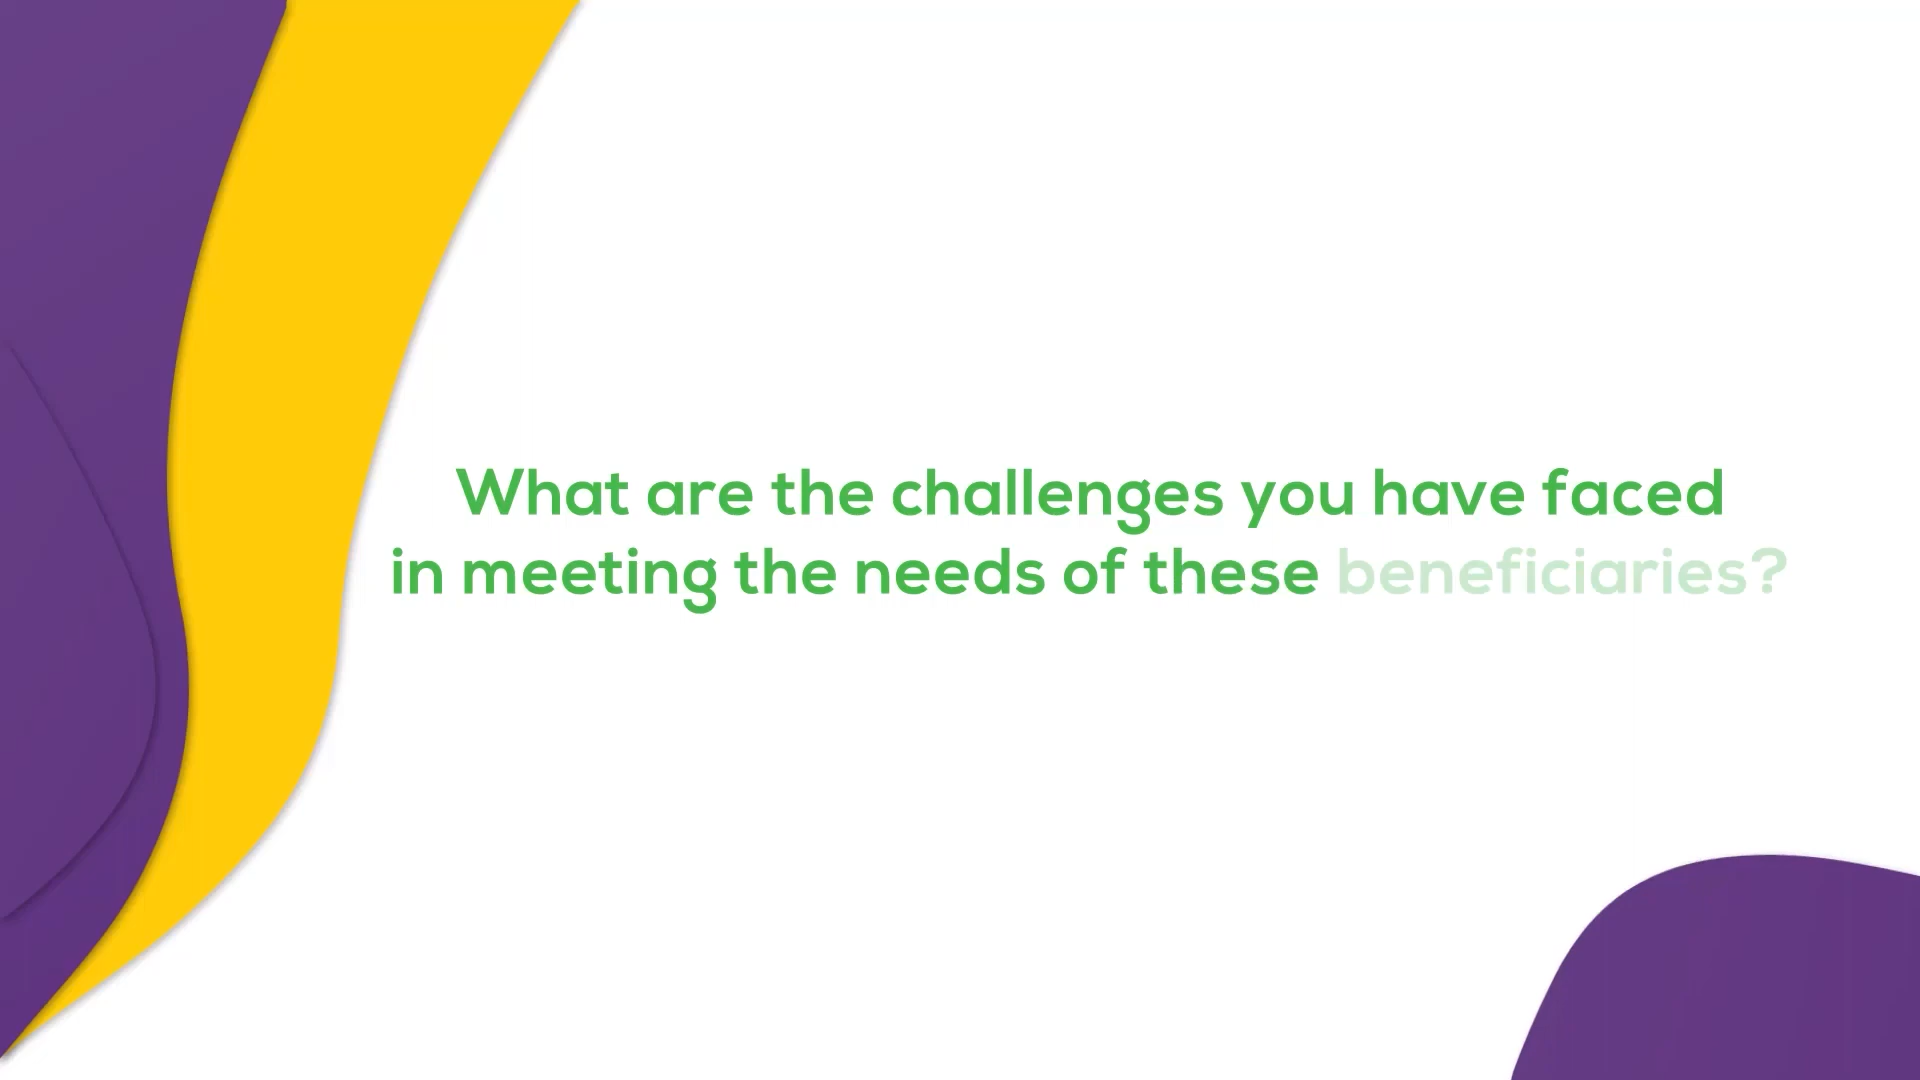 What are the challenges you have faced
in meeting the needs of these beneficiaries?